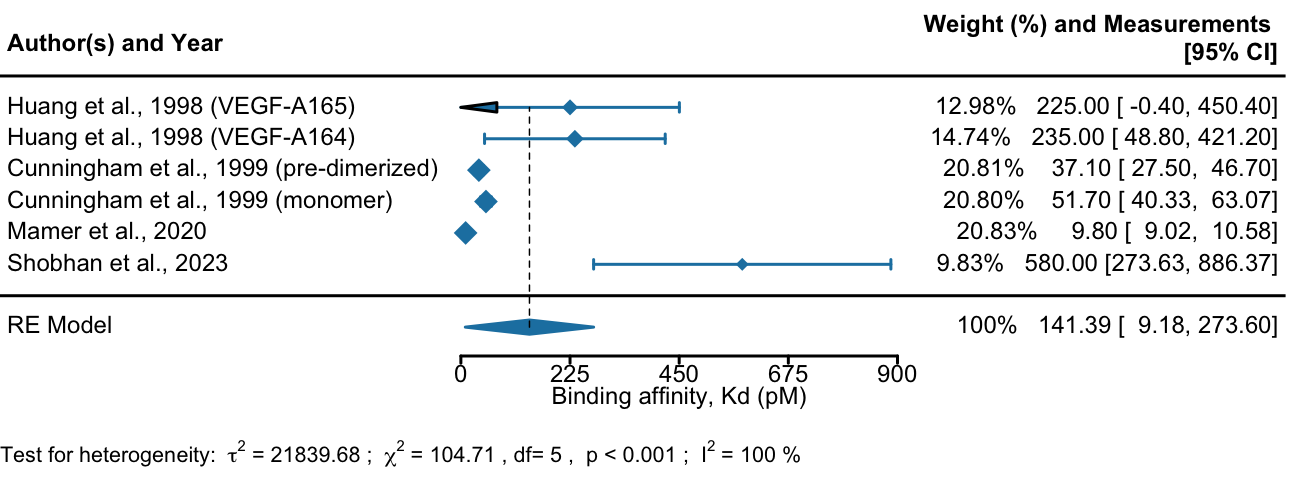 Weight (%) and Measurements
Author(s) and Year
[95% CI]
Huang et al., 1998 (VEGF-A165) 12.98% 225.00 [ -0.40, 450.40]
Huang et al., 1998 (VEGF-A164) 14.74% 235.00 [ 48.80, 421.20]
Cunningham et al., 1999 (pre-dimerized) 20.81% 37.10 [ 27.50, 46.70]
Cunningham et al., 1999 (monomer) 20.80% 51.70 [ 40.33, 63.07]
Mamer et al., 2020 20.83% 9.80 [ 9.02, 10.58]
Shobhan et al., 2023 9.83% 580.00 [273.63, 886.37]
RE Model 100% 141.39 [ 9.18, 273.60]
0 225 450 675 900
Binding affinity, Kd (pM)
Test for heterogeneity: τ² = 21839.68 ; χ² = 104.71 , df= 5 , p < 0.001 ; I² = 100 %